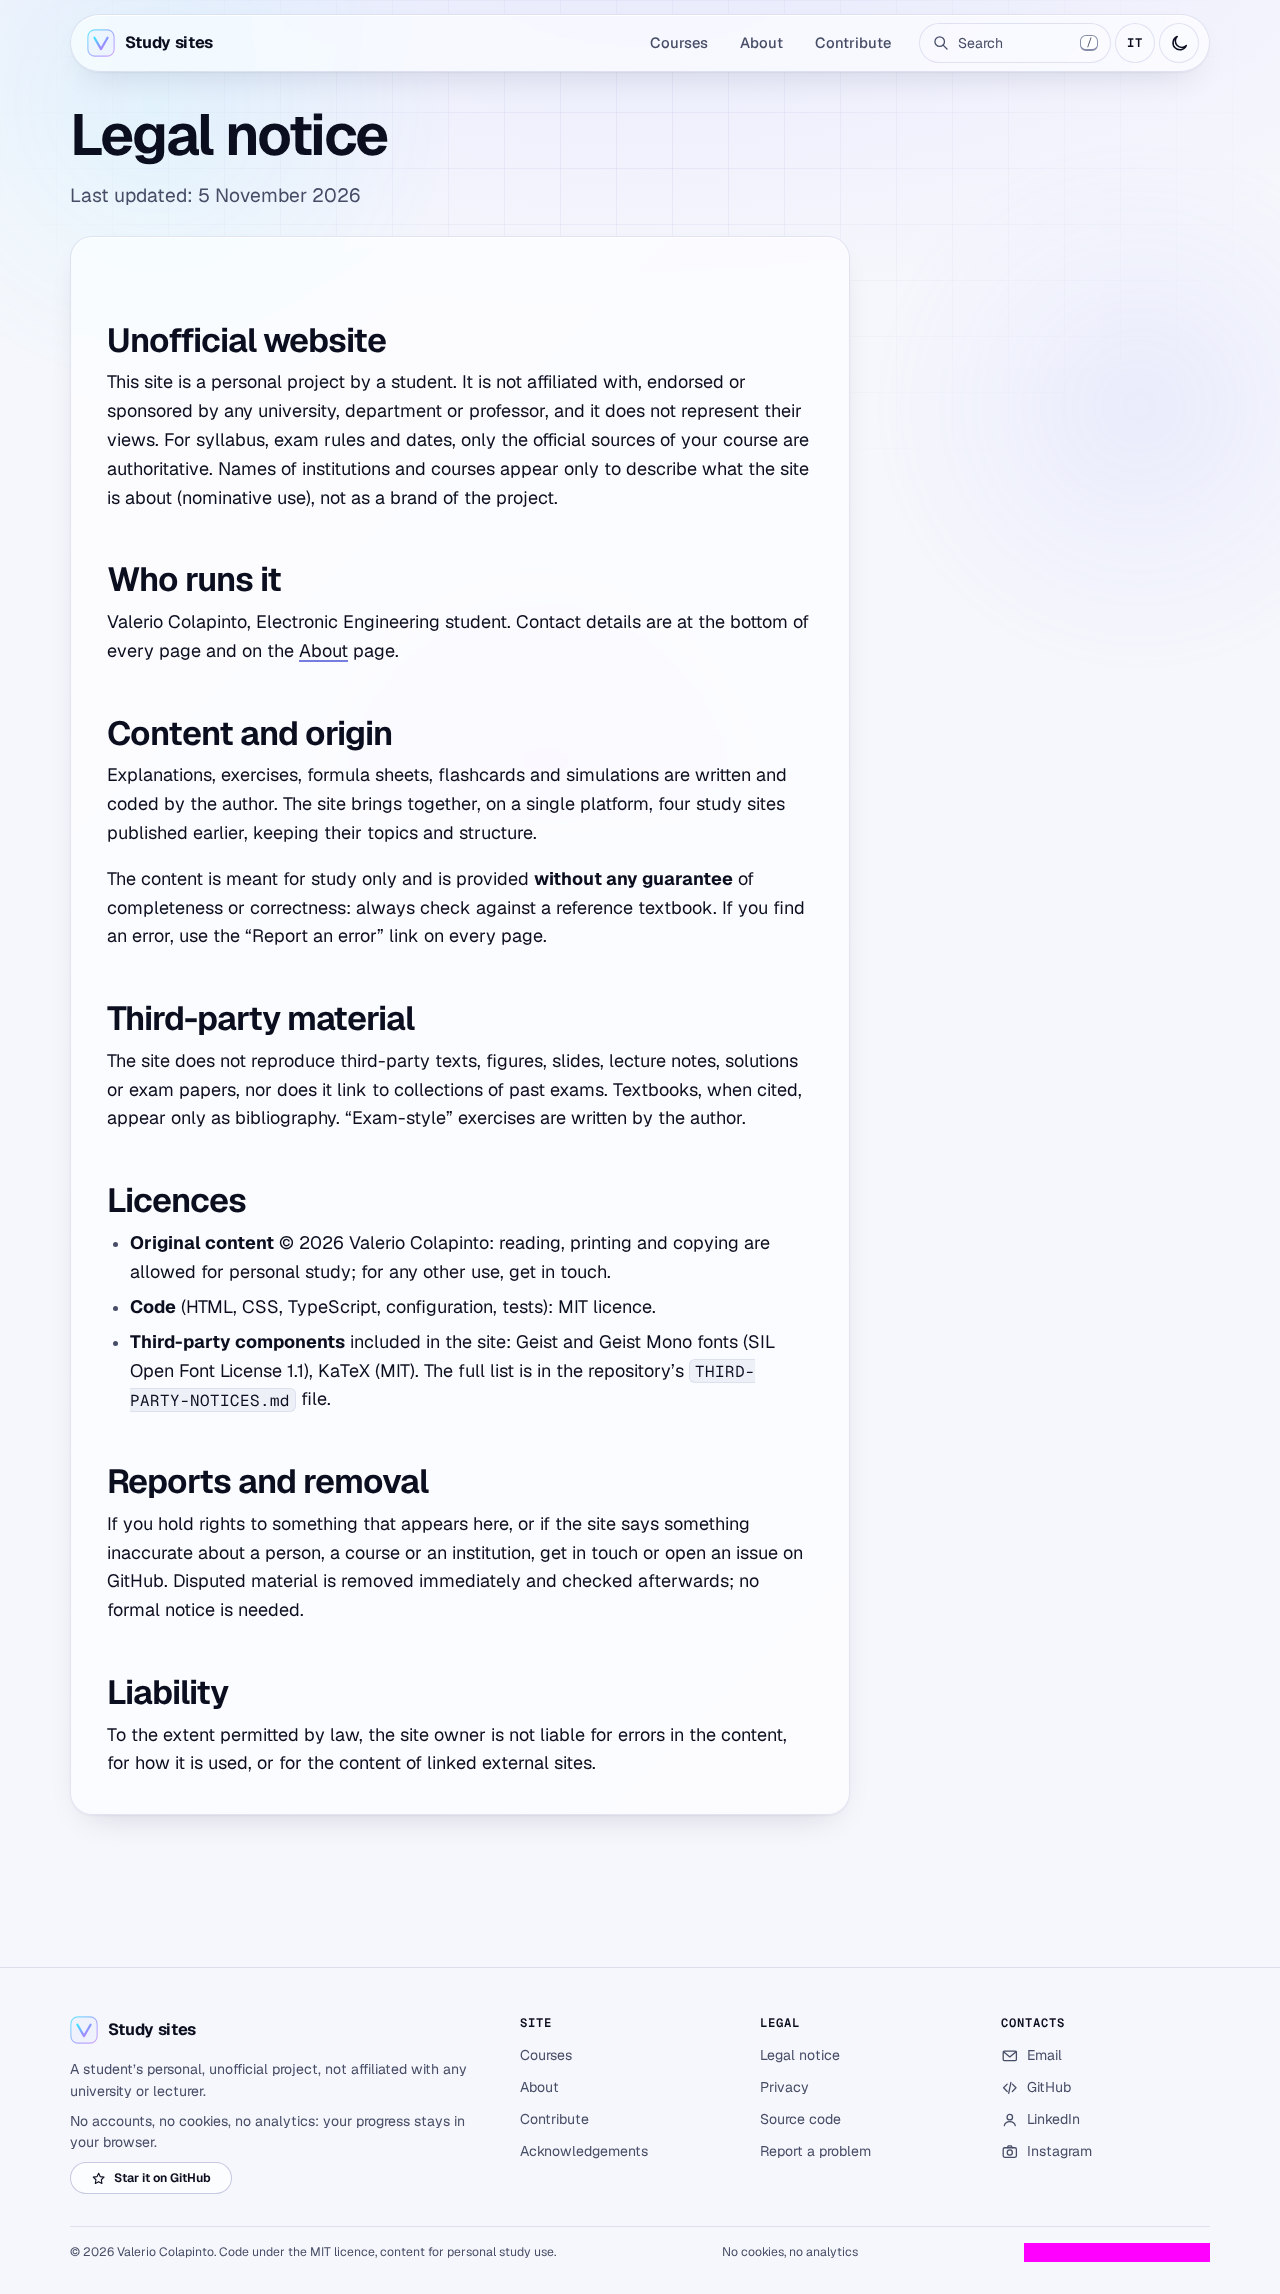 Study sites
Courses
About
Contribute
Search
/
IT
Legal notice
Last updated: 5 November 2026
Unofficial website
This site is a personal project by a student. It is not affiliated with, endorsed or
sponsored by any university, department or professor, and it does not represent their
views. For syllabus, exam rules and dates, only the official sources of your course are
authoritative. Names of institutions and courses appear only to describe what the site
is about (nominative use), not as a brand of the project.
Who runs it
Valerio Colapinto, Electronic Engineering student. Contact details are at the bottom of
every page and on the About page.
Content and origin
Explanations, exercises, formula sheets, flashcards and simulations are written and
coded by the author. The site brings together, on a single platform, four study sites
published earlier, keeping their topics and structure.
The content is meant for study only and is provided without any guarantee of
completeness or correctness: always check against a reference textbook. If you find
an error, use the “Report an error” link on every page.
Third-party material
The site does not reproduce third-party texts, figures, slides, lecture notes, solutions
or exam papers, nor does it link to collections of past exams. Textbooks, when cited,
appear only as bibliography. “Exam-style” exercises are written by the author.
Licences
• Original content © 2026 Valerio Colapinto: reading, printing and copying are
allowed for personal study; for any other use, get in touch.
• Code (HTML, CSS, TypeScript, configuration, tests): MIT licence.
• Third-party components included in the site: Geist and Geist Mono fonts (SIL
Open Font License 1.1), KaTeX (MIT). The full list is in the repository’s THIRD-
PARTY-NOTICES.md file.
Reports and removal
If you hold rights to something that appears here, or if the site says something
inaccurate about a person, a course or an institution, get in touch or open an issue on
GitHub. Disputed material is removed immediately and checked afterwards; no
formal notice is needed.
Liability
To the extent permitted by law, the site owner is not liable for errors in the content,
for how it is used, or for the content of linked external sites.
Study sites
A student’s personal, unofficial project, not affiliated with any
university or lecturer.
No accounts, no cookies, no analytics: your progress stays in
your browser.
Star it on GitHub
SITE
Courses
About
Contribute
Acknowledgements
LEGAL
Legal notice
Privacy
Source code
Report a problem
CONTACTS
Email
GitHub
LinkedIn
Instagram
© 2026 Valerio Colapinto. Code under the MIT licence, content for personal study use.
No cookies, no analytics